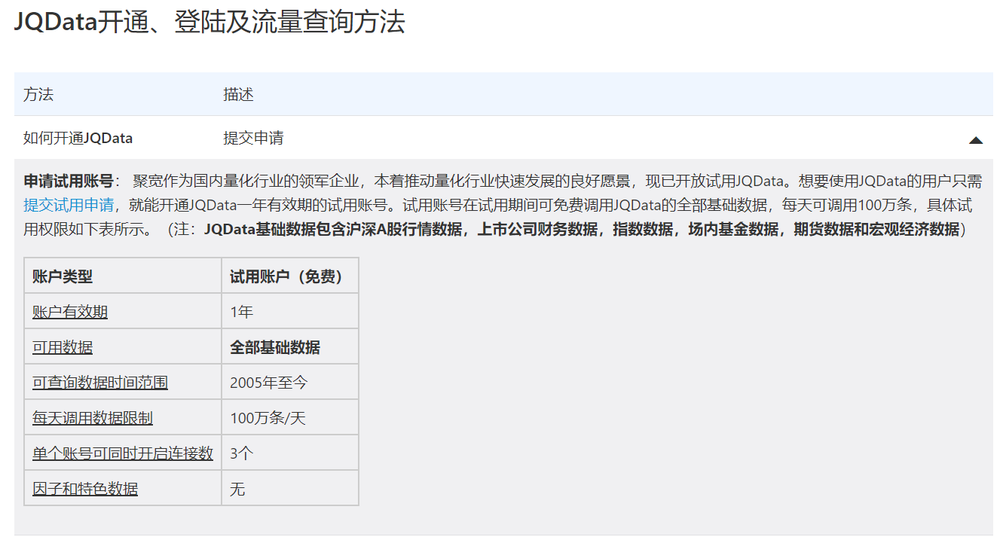 JQData开通、登陆及流量查询方法
方法 描述
如何开通JQData 提交申请
申请试用账号： 聚宽作为国内量化行业的领军企业，本着推动量化行业快速发展的良好愿景，现已开放试用JQData。想要使用JQData的用户只需
提交试用申请，就能开通JQData一年有效期的试用账号。试用账号在试用期间可免费调用JQData的全部基础数据，每天可调用100万条，具体试
用权限如下表所示。（注：JQData基础数据包含沪深A股行情数据，上市公司财务数据，指数数据，场内基金数据，期货数据和宏观经济数据）
账户类型 试用账户（免费）
账户有效期 1年
可用数据 全部基础数据
可查询数据时间范围 2005年至今
每天调用数据限制 100万条/天
单个账号可同时开启连接数 3个
因子和特色数据 无